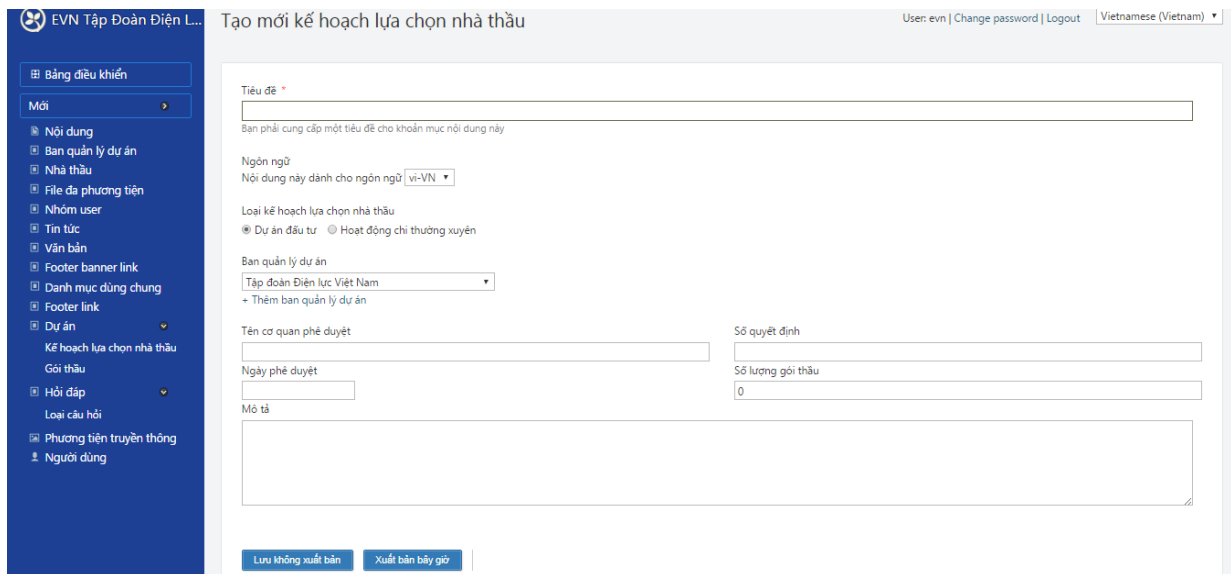 EVN Tập Đoàn Điện L...
Tạo mới kế hoạch lựa chọn nhà thầu
User: evn | Change password | Logout
Vietnamese (Vietnam)
Bảng điều khiển
Mới
Nội dung
Ban quản lý dự án
Nhà thầu
File đa phương tiện
Nhóm user
Tin tức
Văn bản
Footer banner link
Danh mục dùng chung
Footer link
Dự án
Kế hoạch lựa chọn nhà thầu
Gói thầu
Hỏi đáp
Loại câu hỏi
Phương tiện truyền thông
Người dùng
Tiêu đề *
Bạn phải cung cấp một tiêu đề cho khoản mục nội dung này
Ngôn ngữ
Nội dung này dành cho ngôn ngữ vi-VN
Loại kế hoạch lựa chọn nhà thầu
Dự án đầu tư Hoạt động chi thường xuyên
Ban quản lý dự án
Tập đoàn Điện lực Việt Nam
+ Thêm ban quản lý dự án
Tên cơ quan phê duyệt
Số quyết định
Ngày phê duyệt
Số lượng gói thầu
0
Mô tả
Lưu không xuất bản
Xuất bản bây giờ